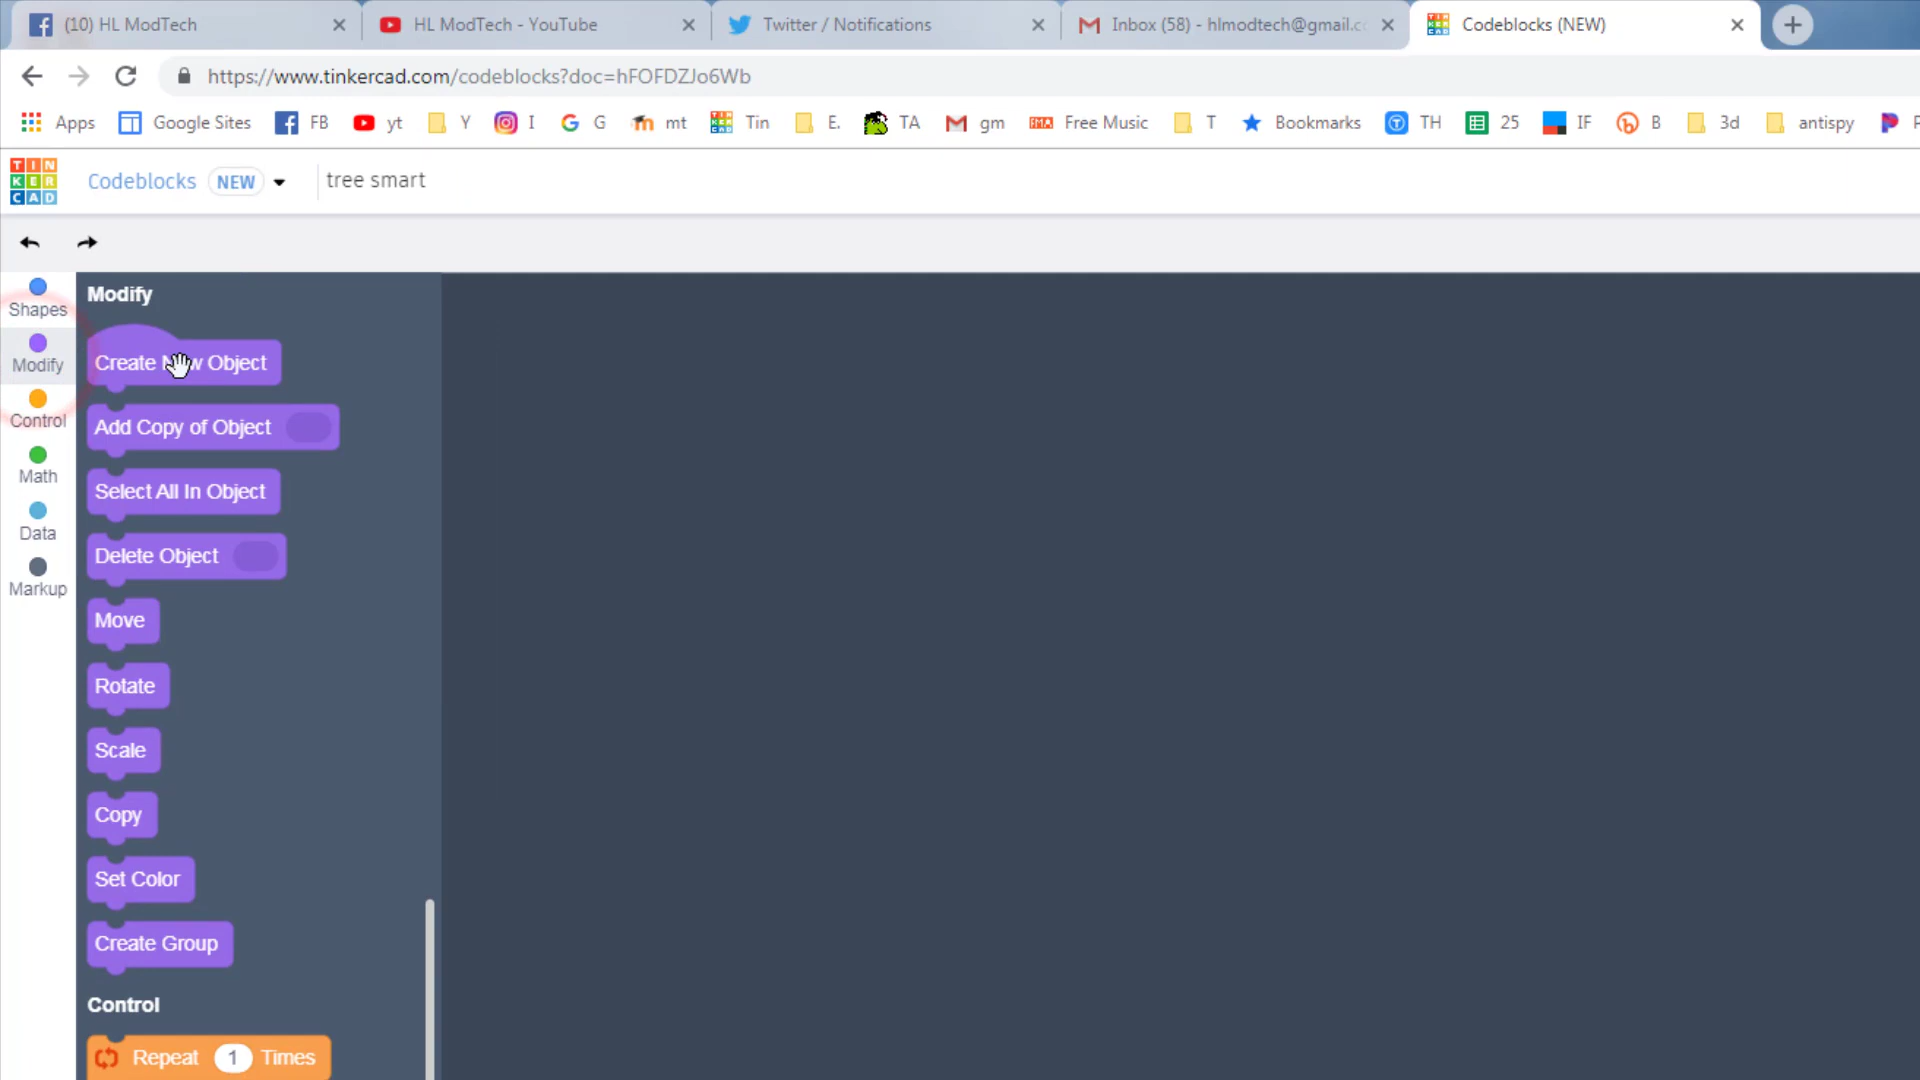 (10) HL ModTech
HL ModTech - YouTube
Twitter / Notifications
Inbox (58) - hlmodtech@gmail.c
Codeblocks (NEW)
https://www.tinkercad.com/codeblocks?doc=hFOFDZJo6Wb
Apps Google Sites FB yt Y I G mt Tin E. TA gm Free Music T Bookmarks TH 25 IF B 3d antispy
TIN
KER
CAD
Codeblocks NEW tree smart
Shapes
Modify
Control
Math
Data
Markup
Modify
Create New Object
Add Copy of Object
Select All In Object
Delete Object
Move
Rotate
Scale
Copy
Set Color
Create Group
Control
Repeat 1 Times